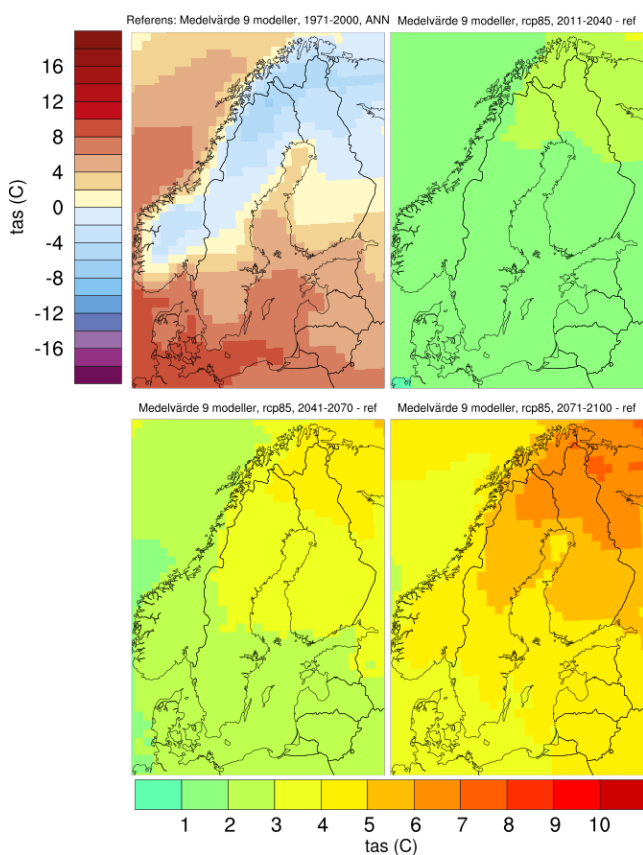 Referens: Medelvärde 9 modeller, 1971-2000, ANN
Medelvärde 9 modeller, rcp85, 2011-2040 - ref
16
12
8
4
0
-4
-8
-12
-16
tas (C)
Medelvärde 9 modeller, rcp85, 2041-2070 - ref
Medelvärde 9 modeller, rcp85, 2071-2100 - ref
1 2 3 4 5 6 7 8 9 10
tas (C)